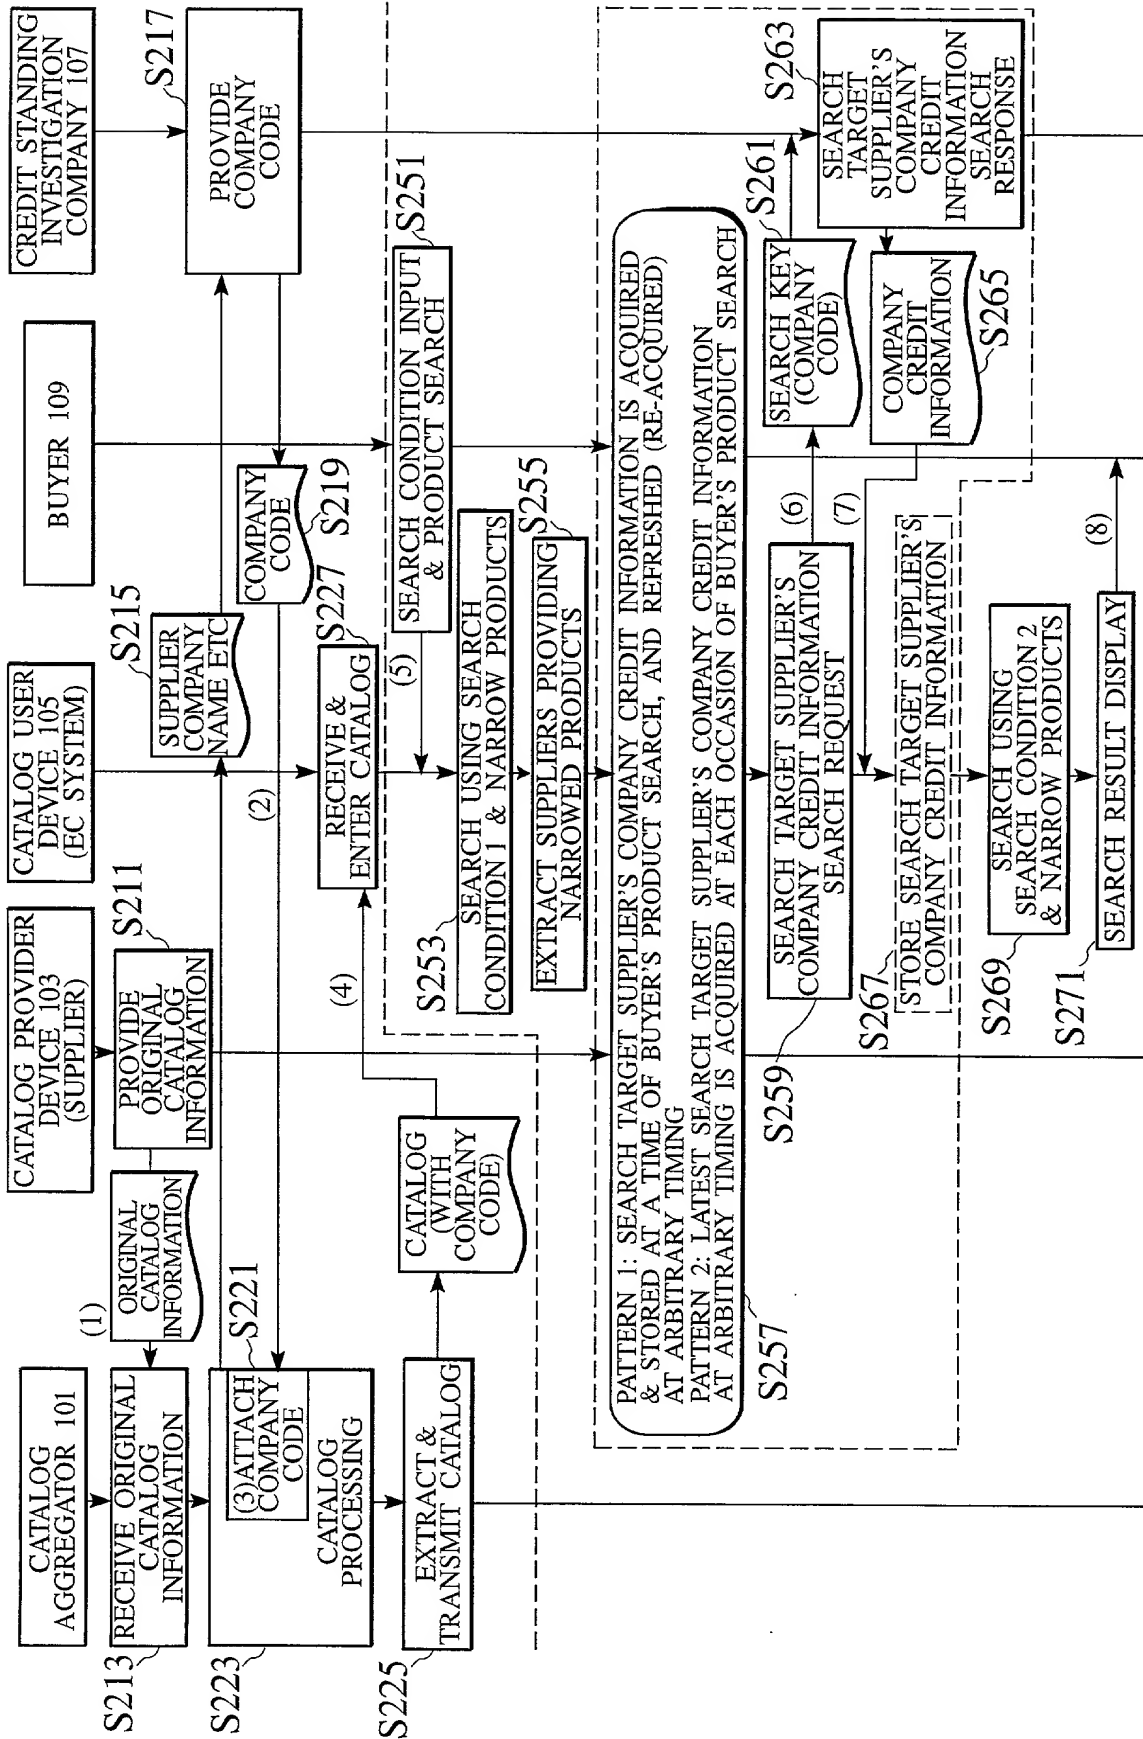 CATALOG
AGGREGATOR 101
CATALOG PROVIDER
DEVICE 103
(SUPPLIER)
CATALOG USER
DEVICE 105
(EC SYSTEM)
BUYER 109
CREDIT STANDING
INVESTIGATION
COMPANY 107
S213
RECEIVE ORIGINAL
CATALOG
INFORMATION
(1)
ORIGINAL
CATALOG
INFORMATION
S211
PROVIDE
ORIGINAL
CATALOG
INFORMATION
S215
SUPPLIER
COMPANY
NAME ETC
S217
PROVIDE
COMPANY
CODE
S223
S221
(3)ATTACH
COMPANY
CODE
CATALOG
PROCESSING
(2)
COMPANY
CODE
S219
S227
RECEIVE &
ENTER CATALOG
S225
EXTRACT &
TRANSMIT CATALOG
CATALOG
(WITH
COMPANY
CODE)
(4)
(5)
S251
SEARCH CONDITION INPUT
& PRODUCT SEARCH
S253
SEARCH USING SEARCH
CONDITION 1 & NARROW PRODUCTS
S255
EXTRACT SUPPLIERS PROVIDING
NARROWED PRODUCTS
PATTERN 1: SEARCH TARGET SUPPLIER'S COMPANY CREDIT INFORMATION IS ACQUIRED
& STORED AT A TIME OF BUYER'S PRODUCT SEARCH, AND REFRESHED (RE-ACQUIRED)
AT ARBITRARY TIMING
PATTERN 2: LATEST SEARCH TARGET SUPPLIER'S COMPANY CREDIT INFORMATION
AT ARBITRARY TIMING IS ACQUIRED AT EACH OCCASION OF BUYER'S PRODUCT SEARCH
S257
S259
SEARCH TARGET SUPPLIER'S
COMPANY CREDIT INFORMATION
SEARCH REQUEST
(6)
S261
SEARCH KEY
(COMPANY
CODE)
S263
SEARCH
TARGET
SUPPLIER'S
COMPANY
CREDIT
INFORMATION
SEARCH
RESPONSE
(7)
COMPANY
CREDIT
INFORMATION
S265
S267
STORE SEARCH TARGET SUPPLIER'S
COMPANY CREDIT INFORMATION
S269
SEARCH USING
SEARCH CONDITION 2
& NARROW PRODUCTS
S271
SEARCH RESULT DISPLAY
(8)